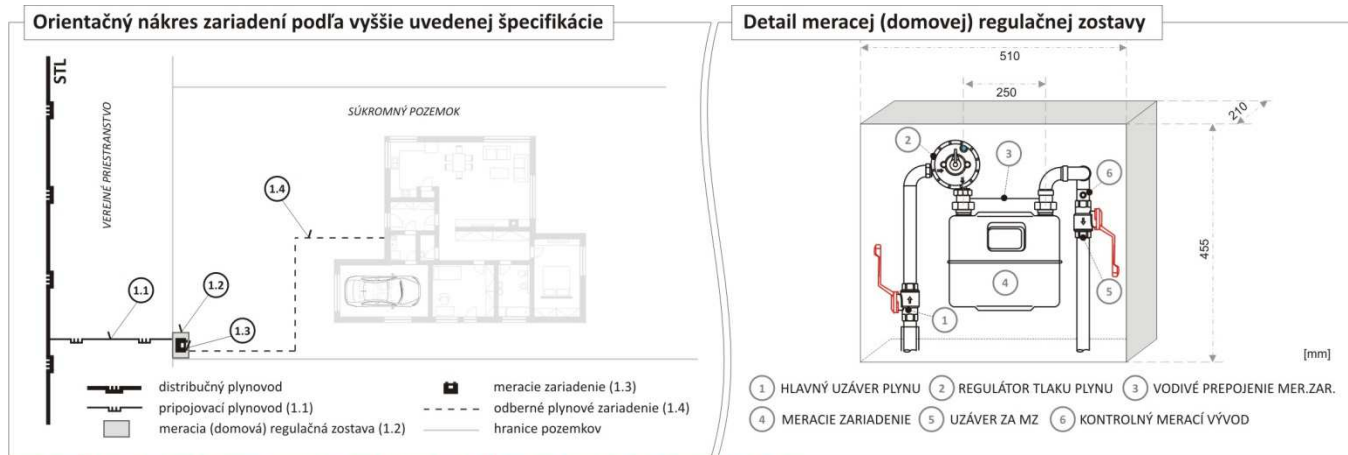 Orientačný nákres zariadení podľa vyššie uvedenej špecifikácie
STL
VEREJNÉ PRIESTRANSTVO
SÚKROMNÝ POZEMOK
1.4
1.1
1.2
1.3
distribučný plynovod
pripojovací plynovod (1.1)
meracia (domová) regulačná zostava (1.2)
meracie zariadenie (1.3)
odberné plynové zariadenie (1.4)
hranice pozemkov
Detail meracej (domovej) regulačnej zostavy
510
250
210
2
3
6
455
4
5
1
[mm]
1 HLAVNÝ UZÁVER PLYNU 2 REGULÁTOR TLAKU PLYNU 3 VODIVÉ PREPOJENIE MER.ZAR.
4 MERACIE ZARIADENIE 5 UZÁVER ZA MZ 6 KONTROLNÝ MERACÍ VÝVOD